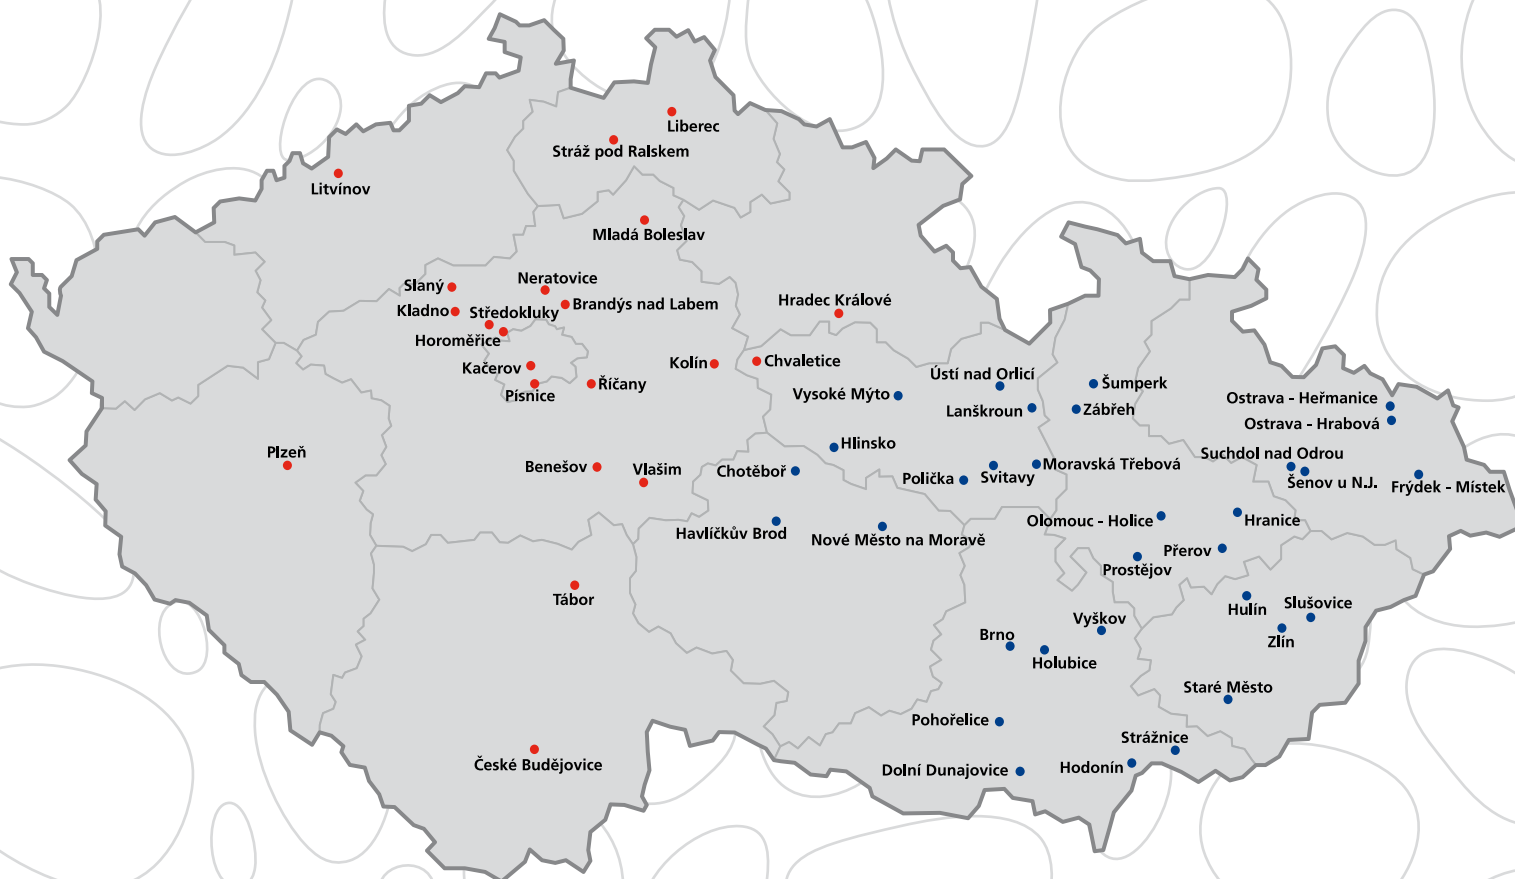 Liberec
Stráž pod Ralskem
Litvínov
Mladá Boleslav
Neratovice
Slaný
Brandýs nad Labem
Hradec Králové
Kladno
Středokluky
Horoměřice
Chvaletice
Kolín
Kačerov
Ústí nad Orlicí
Říčany
Šumperk
Písnice
Vysoké Mýto
Ostrava - Heřmanice
Lanškroun
Zábřeh
Ostrava - Hrabová
Hlinsko
Plzeň
Suchdol nad Odrou
Moravská Třebová
Benešov
Vlašim
Chotěboř
Svitavy
Polička
Šenov u N.J.
Frýdek - Místek
Olomouc - Holice
Hranice
Havlíčkův Brod
Nové Město na Moravě
Přerov
Prostějov
Tábor
Slušovice
Hulín
Vyškov
Brno
Zlín
Holubice
Staré Město
Pohořelice
Strážnice
České Budějovice
Dolní Dunajovice
Hodonín